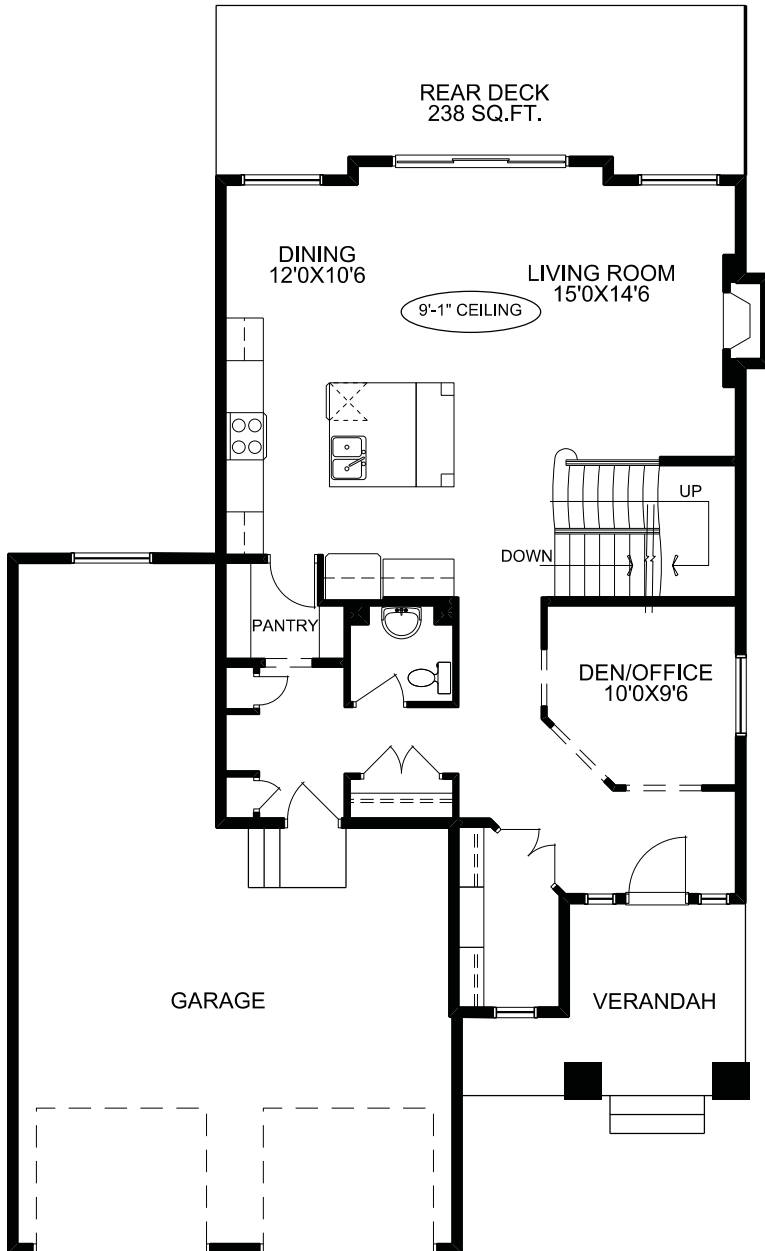 REAR DECK
238 SQ.FT.
DINING
12'0X10'6
LIVING ROOM
15'0X14'6
9'-1" CEILING
UP
DOWN
PANTRY
DEN/OFFICE
10'0X9'6
GARAGE
VERANDAH